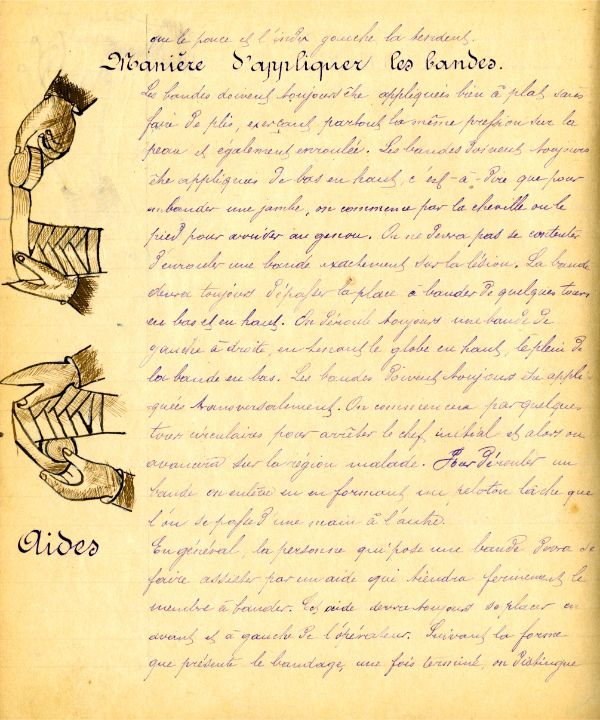 que le pouce et l'index gauche la tendent.
Manière d'appliquer les bandes.
Les bandes doivent toujours être appliquées bien à plat sans
faire de plis, exerçant partout la même pression sur la
peau et également enroulée. Les bandes doivent toujours
être appliquées de bas en haut, c'est-à-dire que pour
enbander une jambe, on commence par la cheville ou le
pied pour arriver au genou. On ne devra pas se contenter
d'enrouler une bande exactement sur la lésion. La bande
devra toujours dépasser la place à bander de quelques tours
en bas et en haut. On déroule toujours une bande de
gauche à droite, en tenant le globe en haut, le plein de
la bande en bas. Les bandes doivent toujours être appli-
quées transversalement. On commencera par quelques
tours circulaires pour arrêter le chef initial et alors on
avancera sur la région malade. Pour dérouler un
bande on enlève en en formant un peloton lâche que
l'on se passe d'une main à l'autre.
Aides
En général, la personne qui pose une bande devra se
faire assister par un aide qui tiendra fermement le
membre à bander. Cet aide devra toujours se placer en
avant et à gauche de l'opérateur. Suivant la forme
que présente le bandage, une fois terminé, on distingue